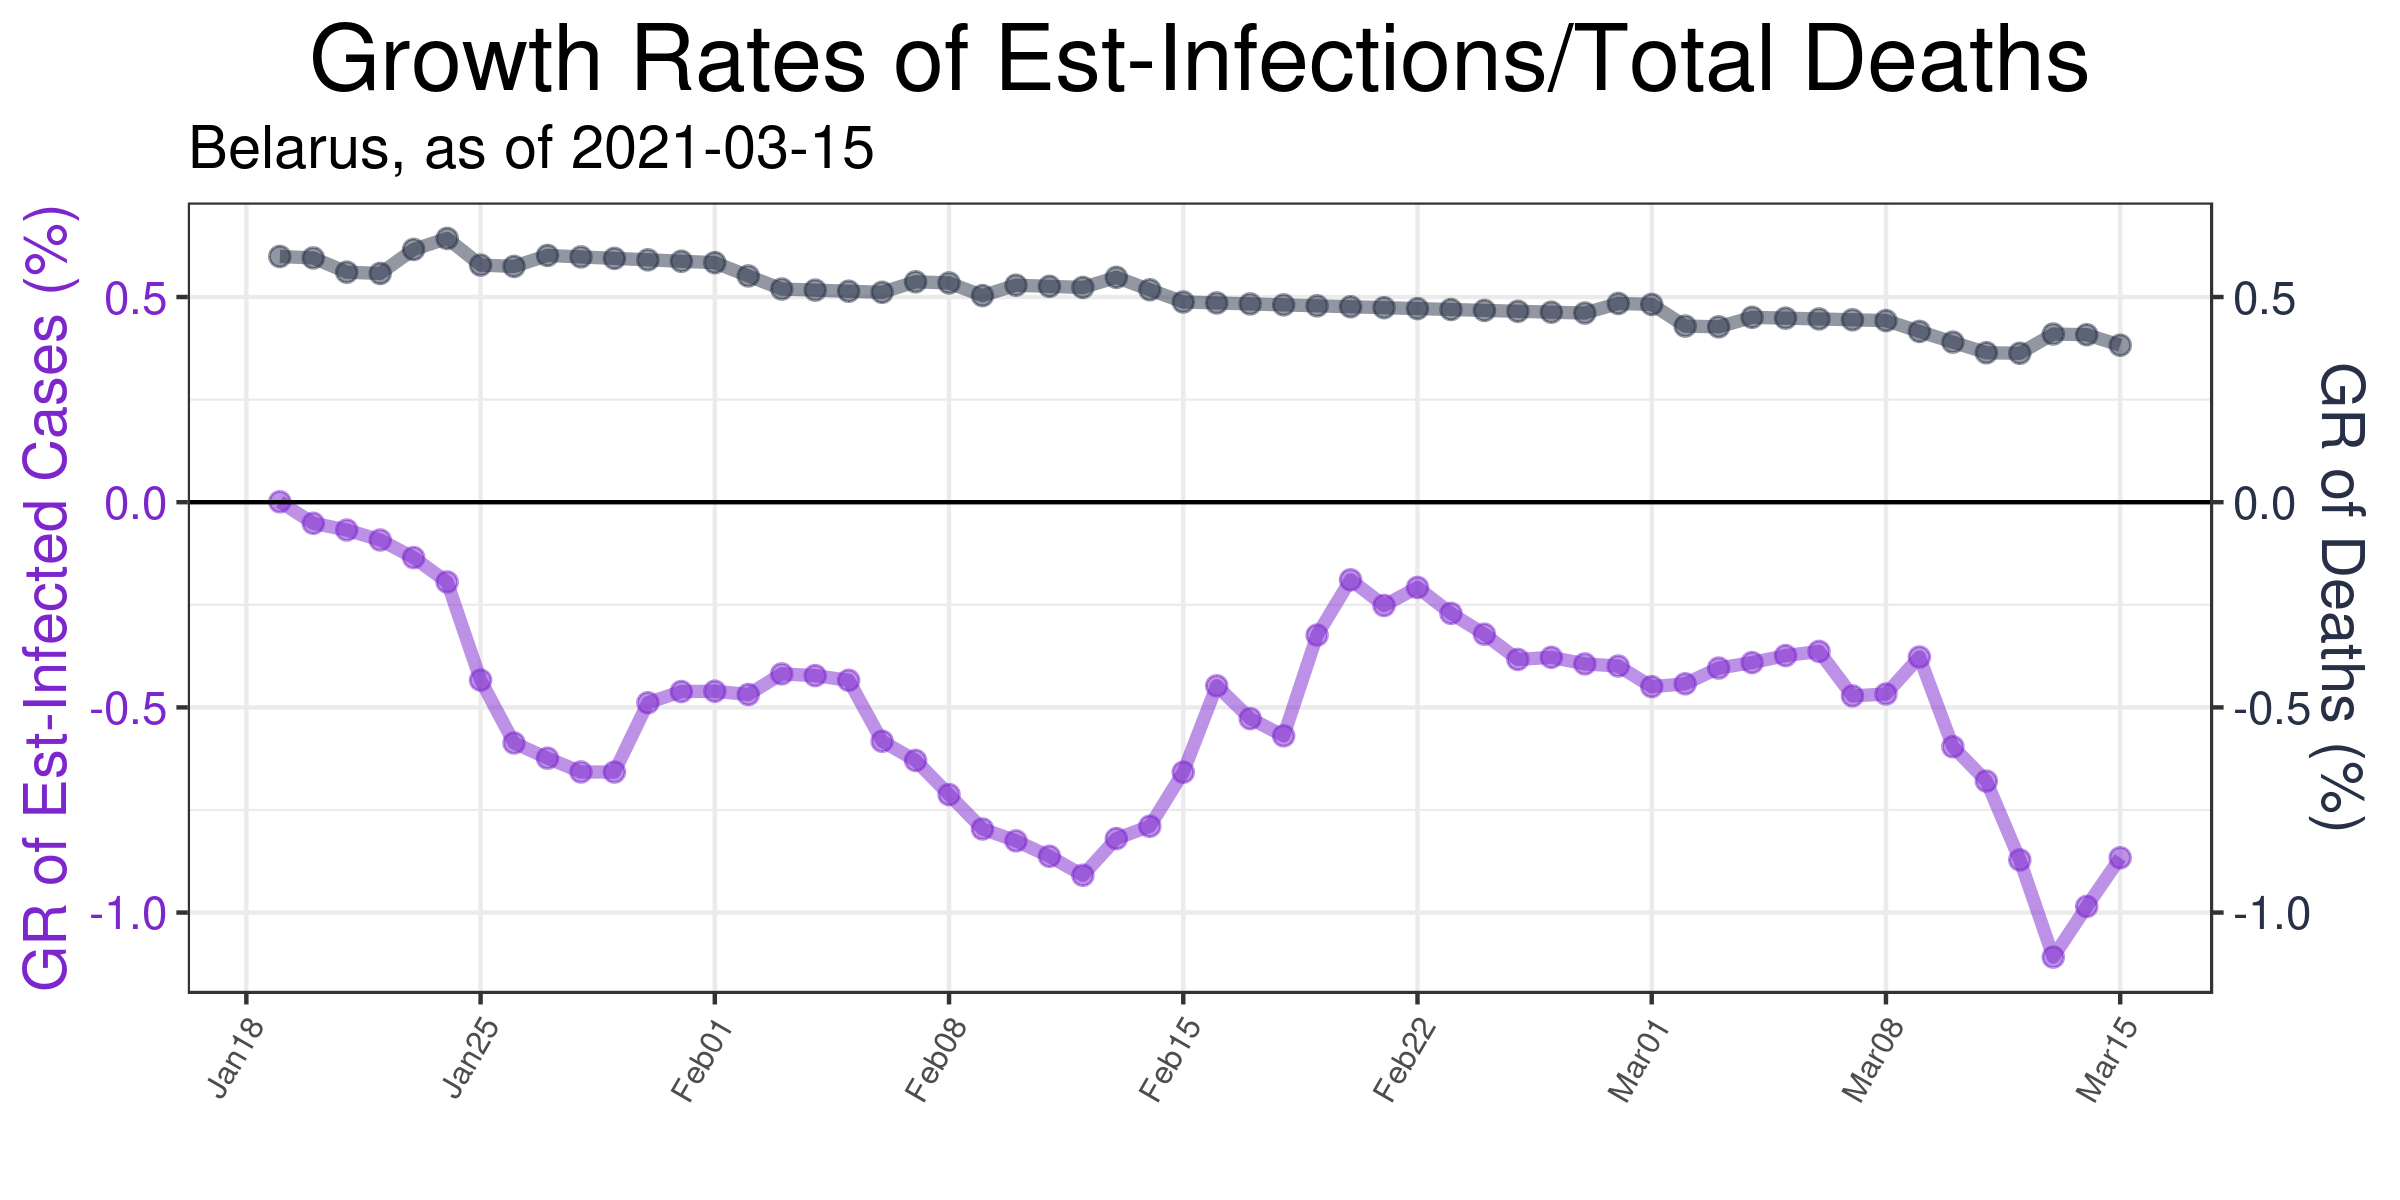 Growth Rates of Est-Infections/Total Deaths
Belarus, as of 2021-03-15
GR of Est-Infected Cases (%)
0.5
0.0
-0.5
-1.0
0.5
0.0
-0.5
-1.0
GR of Deaths (%)
Jan18
Jan25
Feb01
Feb08
Feb15
Feb22
Mar01
Mar08
Mar15